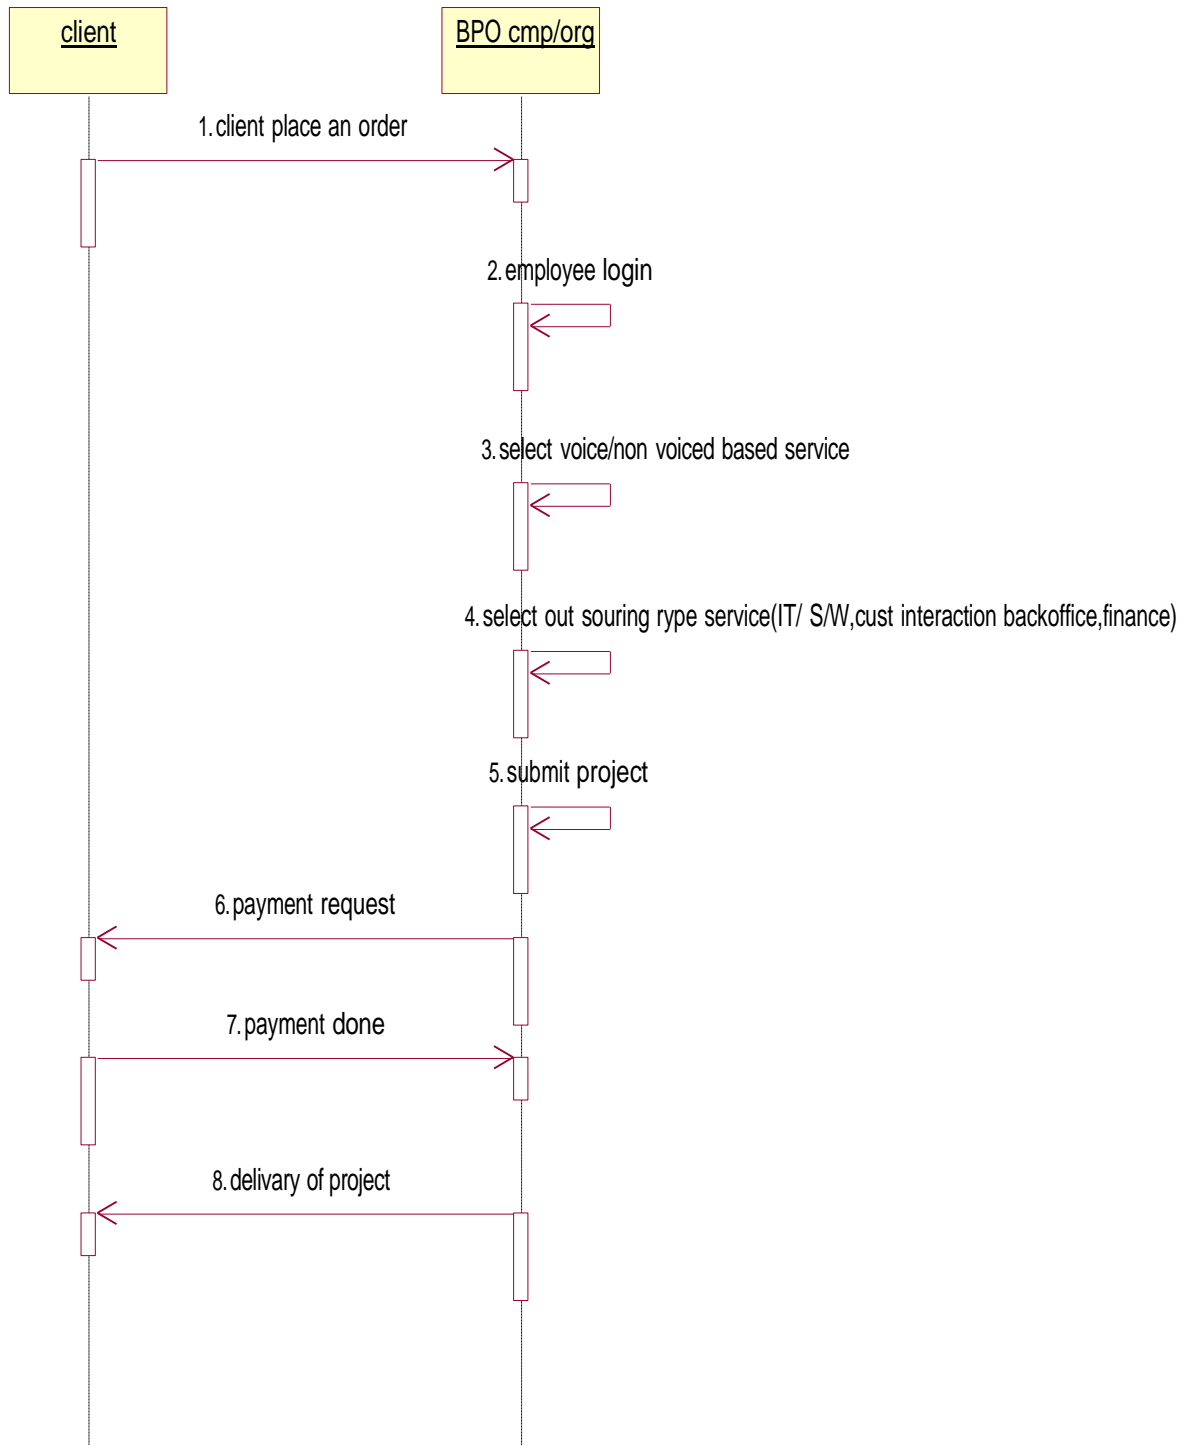 client
BPO cmp/org
1.client place an order
2.employee login
3.select voice/non voiced based service
4.select out souring rype service(IT/ S/W,cust interaction backoffice,finance)
5.submit project
6.payment request
7.payment done
8.delivary of project